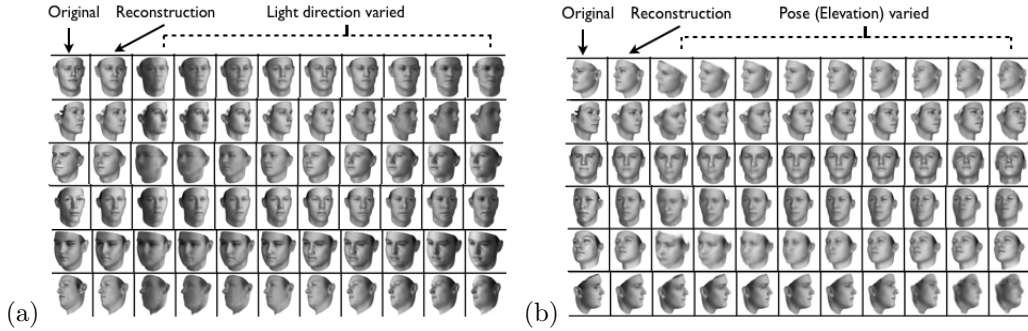 Original Reconstruction Light direction varied
(a)
Original Reconstruction Pose (Elevation) varied
(b)